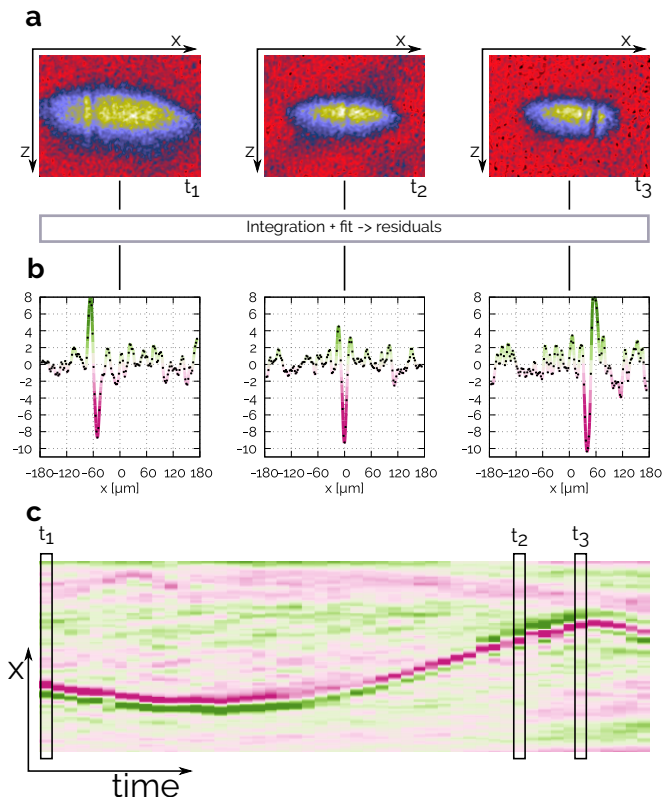 a
x x x
z z z
t1 t2 t3
Integration + fit -> residuals
b
8 8 8
6 6 6
4 4 4
2 2 2
0 0 0
-2 -2 -2
-4 -4 -4
-6 -6 -6
-8 -8 -8
-10 -10 -10
-180 -120 -60 0 60 120 180 -180 -120 -60 0 60 120 180 -180 -120 -60 0 60 120 180
x [µm] x [µm] x [µm]
c
t1 t2 t3
x
time